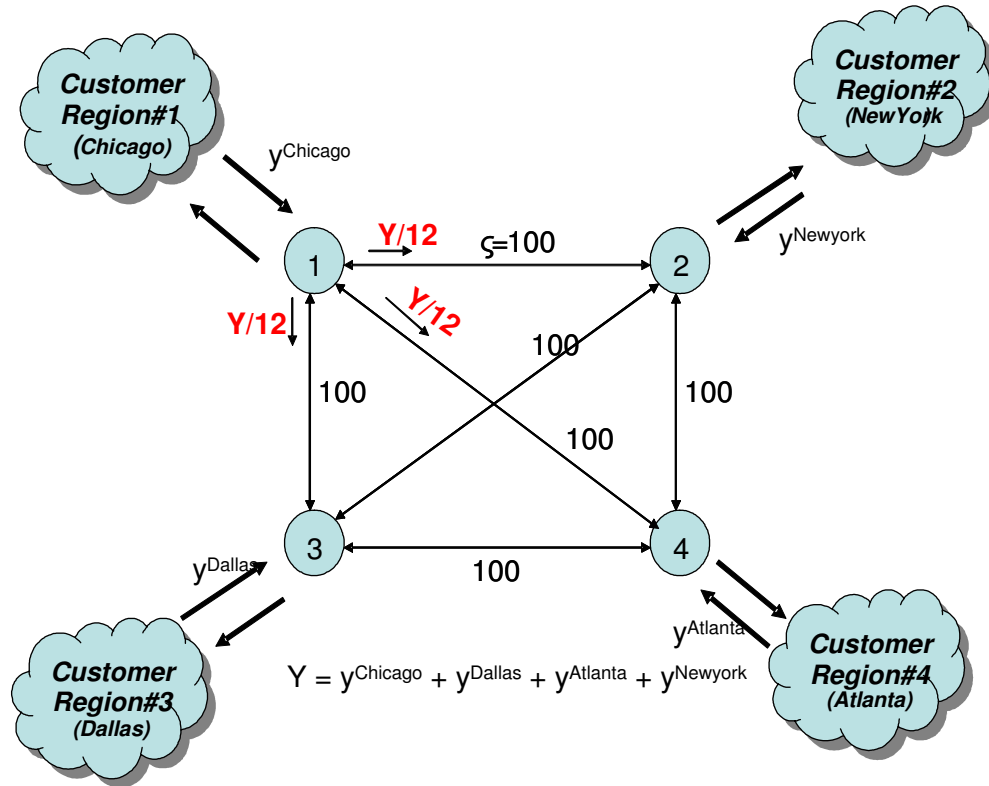 Customer
Region#1
(Chicago)
Customer
Region#2
(NewYork)
y^Chicago
Y/12
ς=100
y^Newyork
1
2
Y/12
Y/12
100
100
100
100
3
4
100
y^Dallas
y^Atlanta
Customer
Region#3
(Dallas)
Y = y^Chicago + y^Dallas + y^Atlanta + y^Newyork
Customer
Region#4
(Atlanta)